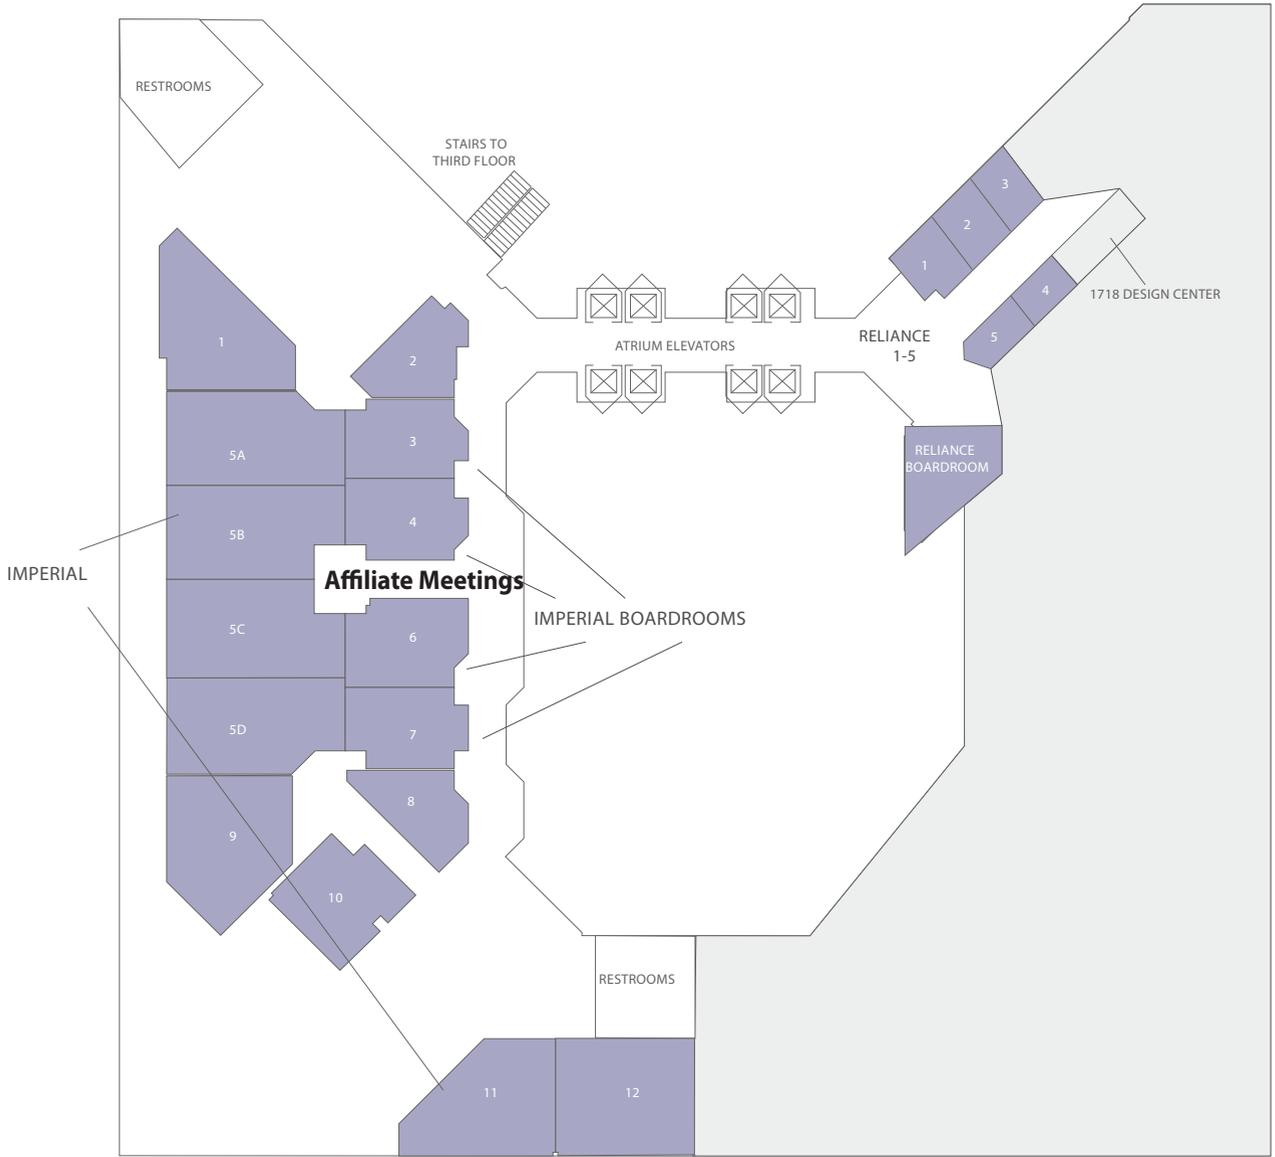 RESTROOMS
STAIRS TO
THIRD FLOOR
3
2
1
4
1718 DESIGN CENTER
5
RELIANCE
1-5
ATRIUM ELEVATORS
1
2
3
5A
RELIANCE
BOARDROOM
4
5B
IMPERIAL
Affiliate Meetings
IMPERIAL BOARDROOMS
5C
6
5D
7
8
9
10
RESTROOMS
11
12